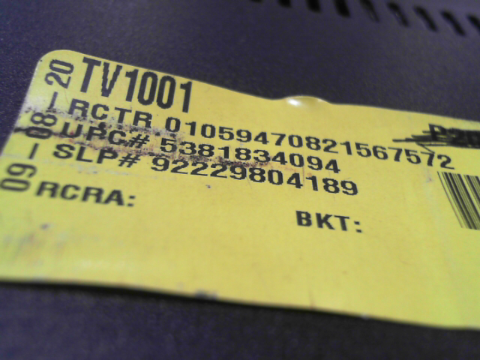 09-08-20
TV1001
RCTR 01059470821567572
UPC# 5381834094
SLP# 92229804189
RCRA:
BKT: